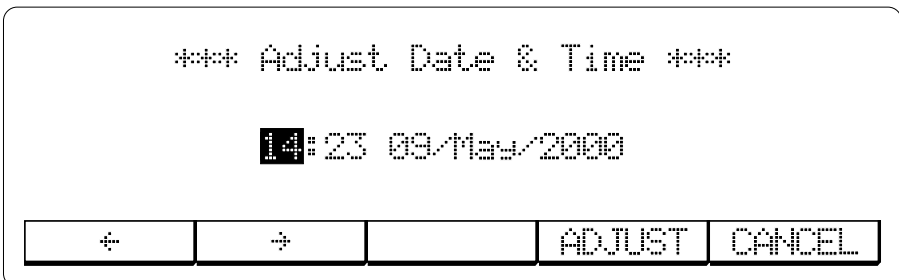 *** Adjust Date & Time ***
14:23 09/May/2000
← → ADJUST CANCEL